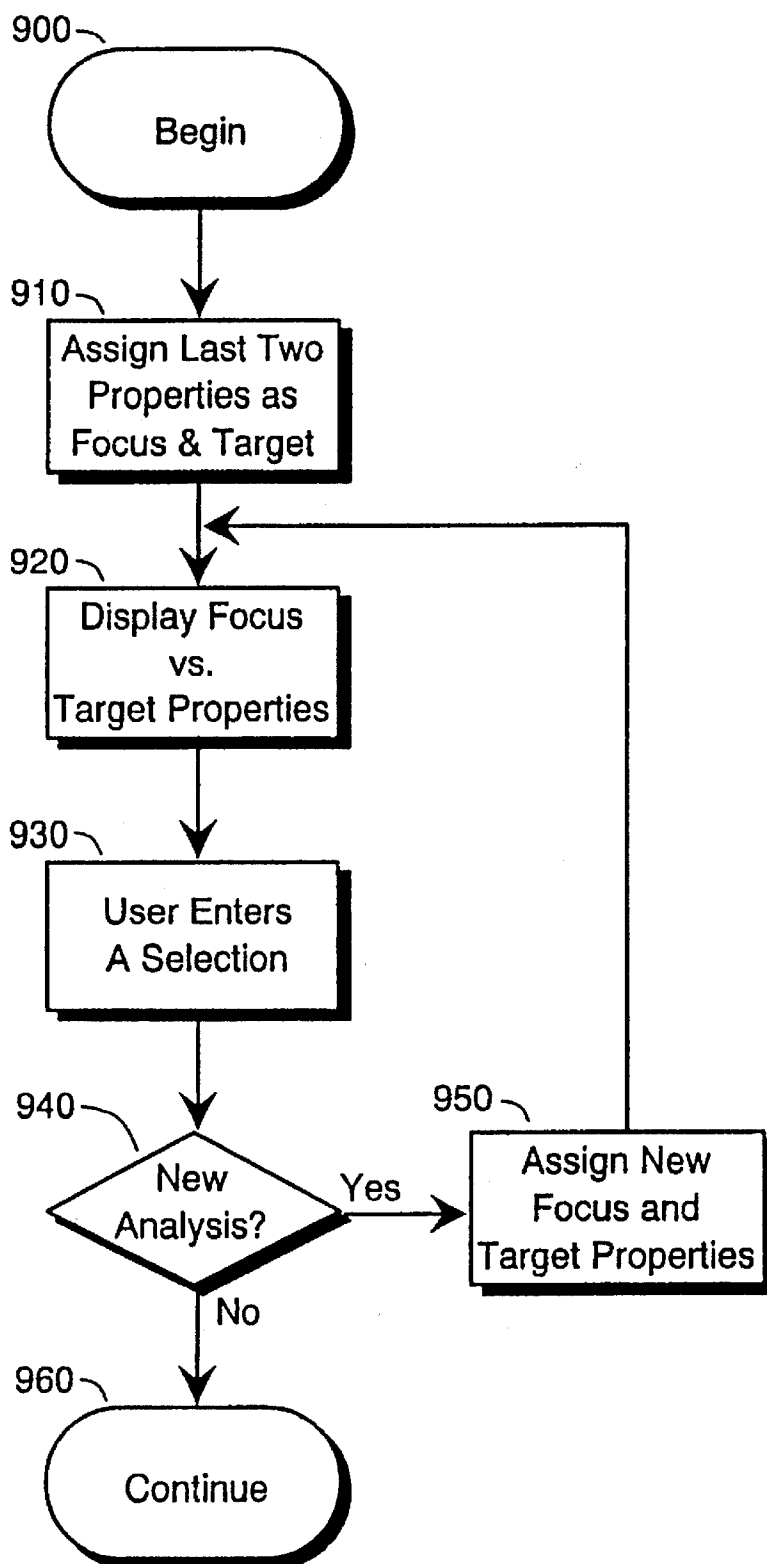 900
Begin
910
Assign Last Two
Properties as
Focus & Target
920
Display Focus
vs.
Target Properties
930
User Enters
A Selection
940
New
Analysis?
Yes
950
Assign New
Focus and
Target Properties
No
960
Continue